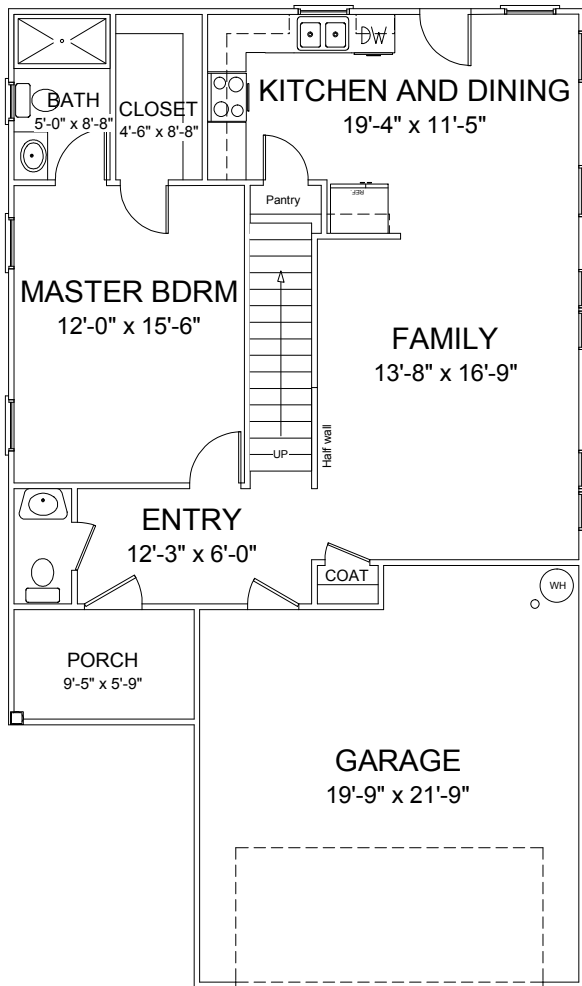 DW
BATH
5'-0" x 8'-8"
CLOSET
4'-6" x 8'-8"
KITCHEN AND DINING
19'-4" x 11'-5"
Pantry
REF
MASTER BDRM
12'-0" x 15'-6"
FAMILY
13'-8" x 16'-9"
Half wall
UP
ENTRY
12'-3" x 6'-0"
COAT
WH
PORCH
9'-5" x 5'-9"
GARAGE
19'-9" x 21'-9"